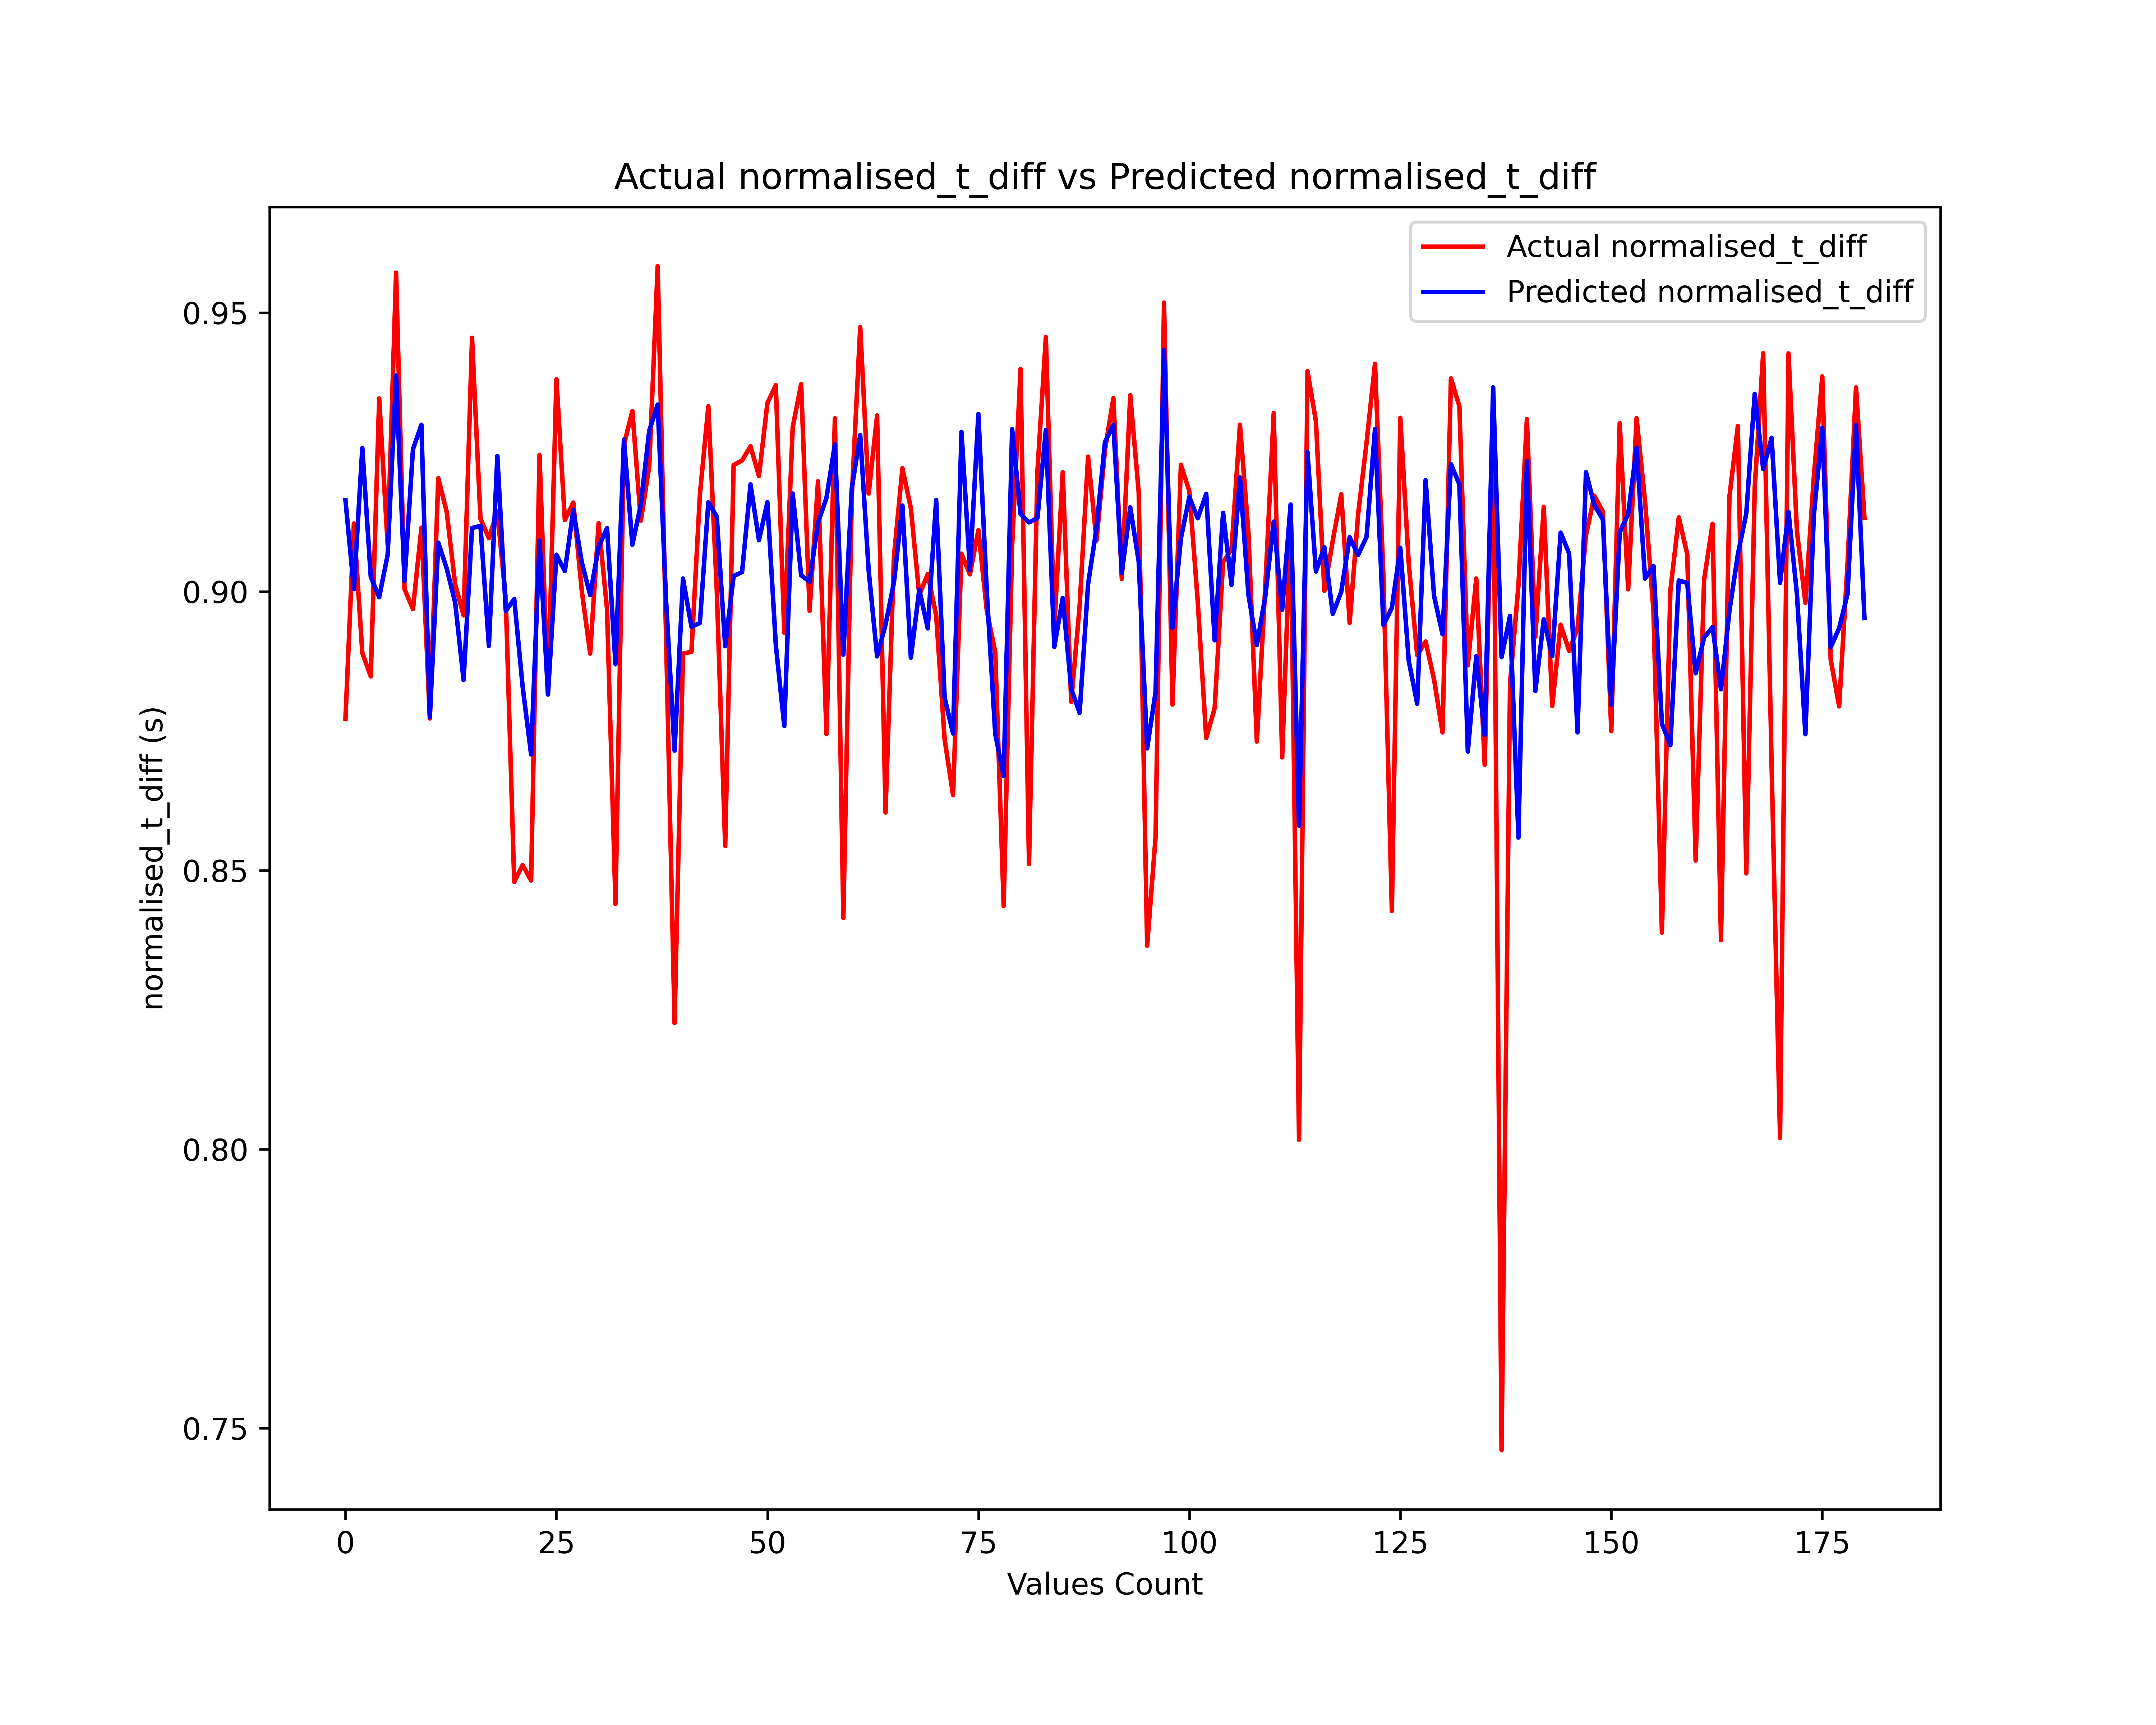 Actual normalised_t_diff vs Predicted normalised_t_diff
Actual normalised_t_diff
Predicted normalised_t_diff
0.95
0.90
0.85
0.80
0.75
normalised_t_diff (s)
0 25 50 75 100 125 150 175
Values Count